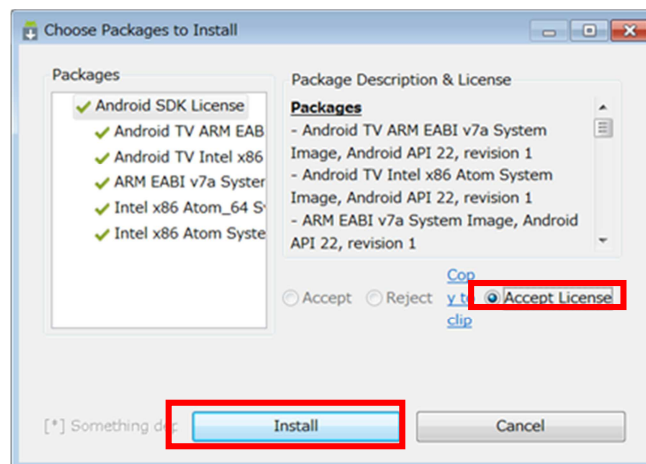 Choose Packages to Install
Packages
Android SDK License
Android TV ARM EAB
Android TV Intel x86
ARM EABI v7a System
Intel x86 Atom_64 S
Intel x86 Atom Syste
Package Description & License
Packages
- Android TV ARM EABI v7a System
Image, Android API 22, revision 1
- Android TV Intel x86 Atom System
Image, Android API 22, revision 1
- ARM EABI v7a System Image, Android
API 22, revision 1
Accept
Reject
Cop
y to
clip
Accept License
[*] Something dep
Install
Cancel